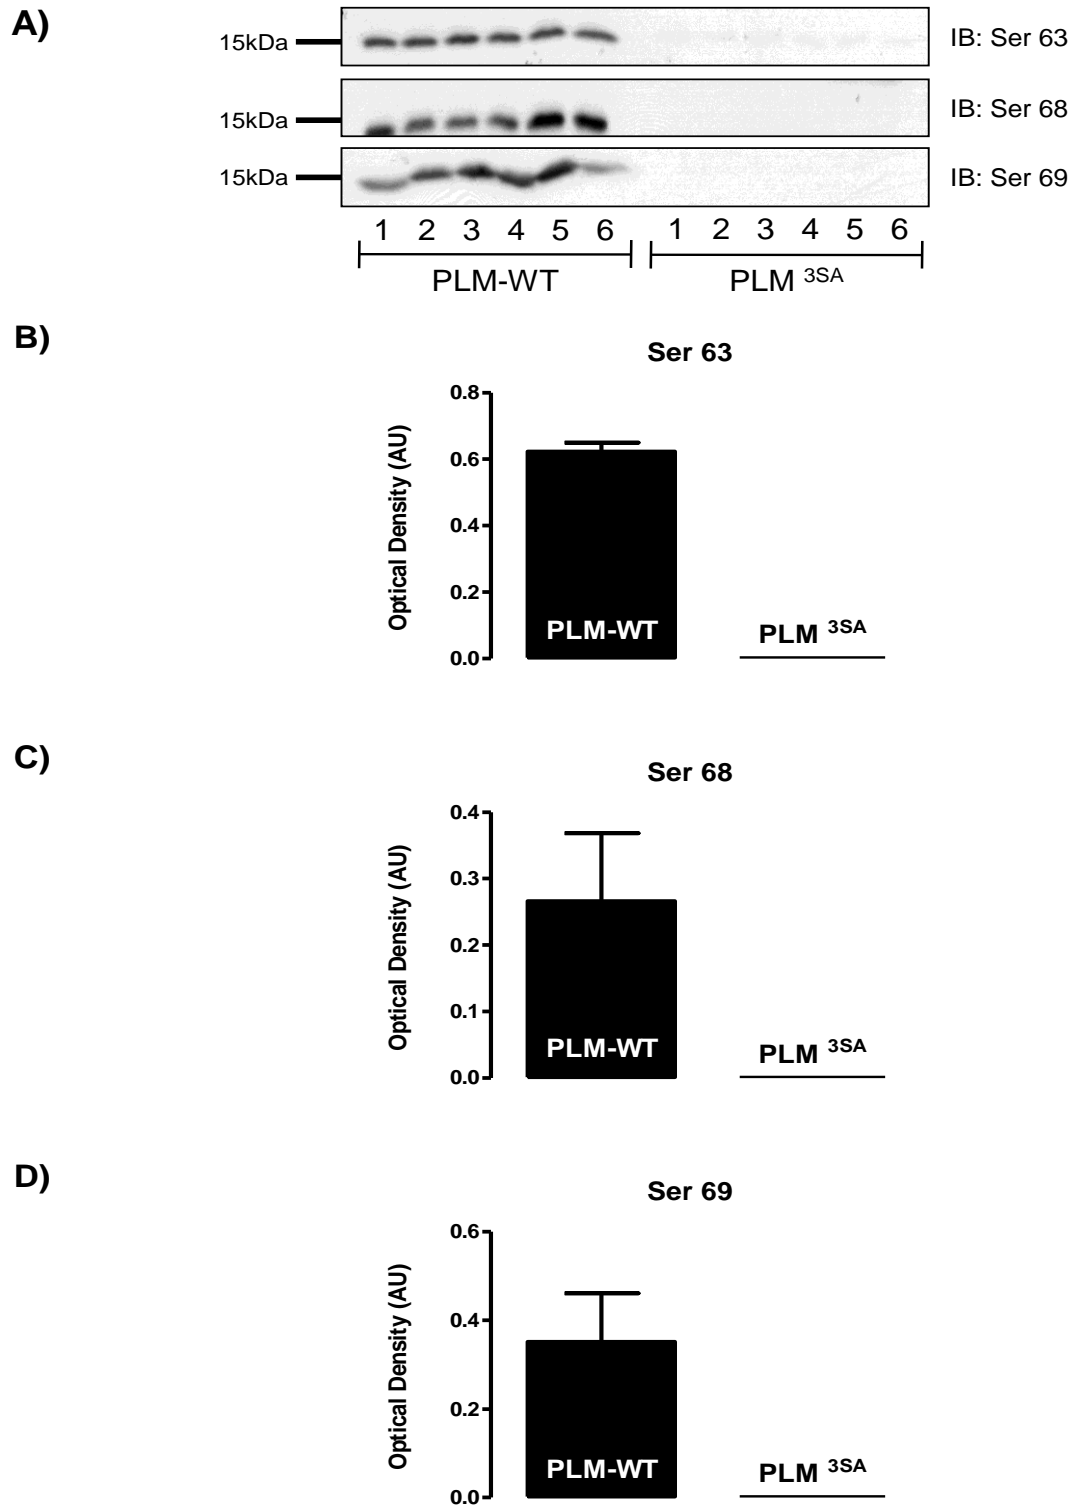 A)
15kDa IB: Ser 63
15kDa IB: Ser 68
15kDa IB: Ser 69
1 2 3 4 5 6 1 2 3 4 5 6
PLM-WT PLM 3SA
B)
Ser 63
Optical Density (AU)
0.8
0.6
0.4
0.2
0.0
PLM-WT PLM 3SA
C)
Ser 68
Optical Density (AU)
0.4
0.3
0.2
0.1
0.0
PLM-WT PLM 3SA
D)
Ser 69
Optical Density (AU)
0.6
0.4
0.2
0.0
PLM-WT PLM 3SA